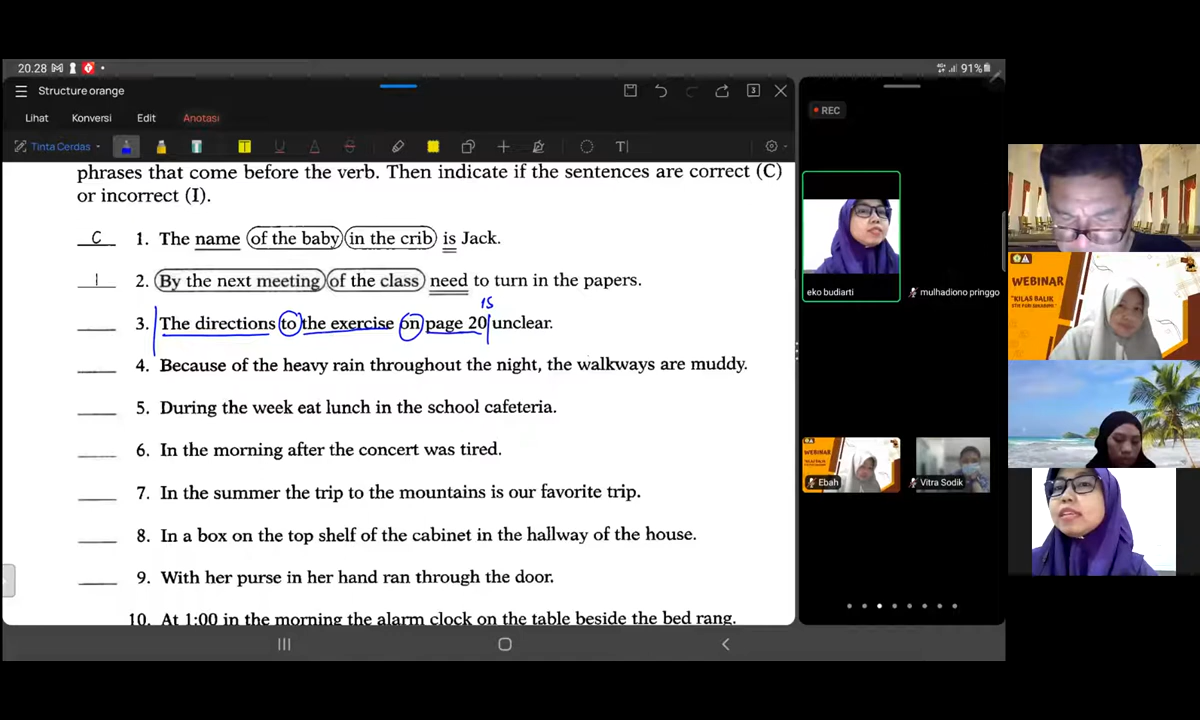 20.28
91%
Structure orange
3
Lihat Konversi Edit Anotasi
Tinta Cerdas
phrases that come before the verb. Then indicate if the sentences are correct (C)
or incorrect (I).
C 1. The name of the baby in the crib is Jack.
I 2. By the next meeting of the class need to turn in the papers.
is
3. The directions to the exercise on page 20 unclear.
4. Because of the heavy rain throughout the night, the walkways are muddy.
5. During the week eat lunch in the school cafeteria.
6. In the morning after the concert was tired.
7. In the summer the trip to the mountains is our favorite trip.
8. In a box on the top shelf of the cabinet in the hallway of the house.
9. With her purse in her hand ran through the door.
10. At 1:00 in the morning the alarm clock on the table beside the bed rang.
REC
eko budiarti
mulhadiono pringgo
WEBINAR
Ebah
Vitra Sodik
WEBINAR
"KILAS BALIK